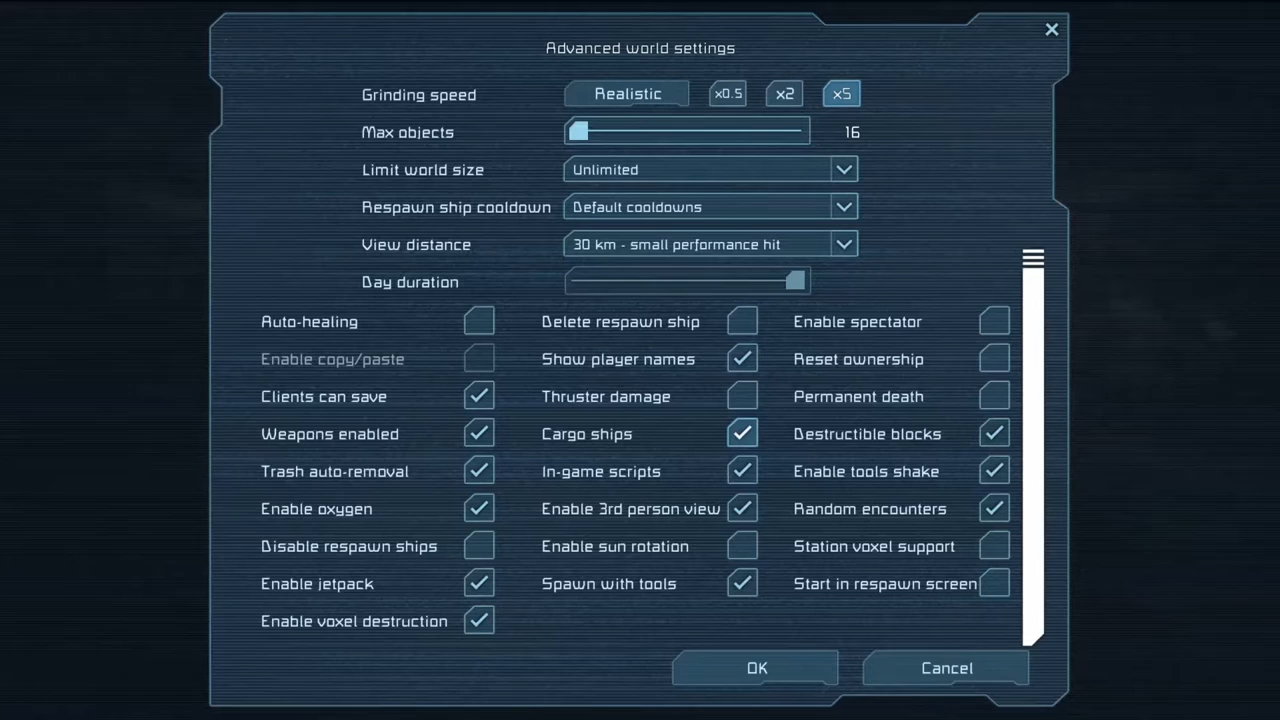 Advanced world settings
Grinding speed Realistic x0.5 x2 x5
Max objects 16
Limit world size Unlimited
Respawn ship cooldown Default cooldowns
View distance 30 km - small performance hit
Day duration
Auto-healing Delete respawn ship Enable spectator
Enable copy/paste Show player names Reset ownership
Clients can save Thruster damage Permanent death
Weapons enabled Cargo ships Destructible blocks
Trash auto-removal In-game scripts Enable tools shake
Enable oxygen Enable 3rd person view Random encounters
Disable respawn ships Enable sun rotation Station voxel support
Enable jetpack Spawn with tools Start in respawn screen
Enable voxel destruction
OK Cancel